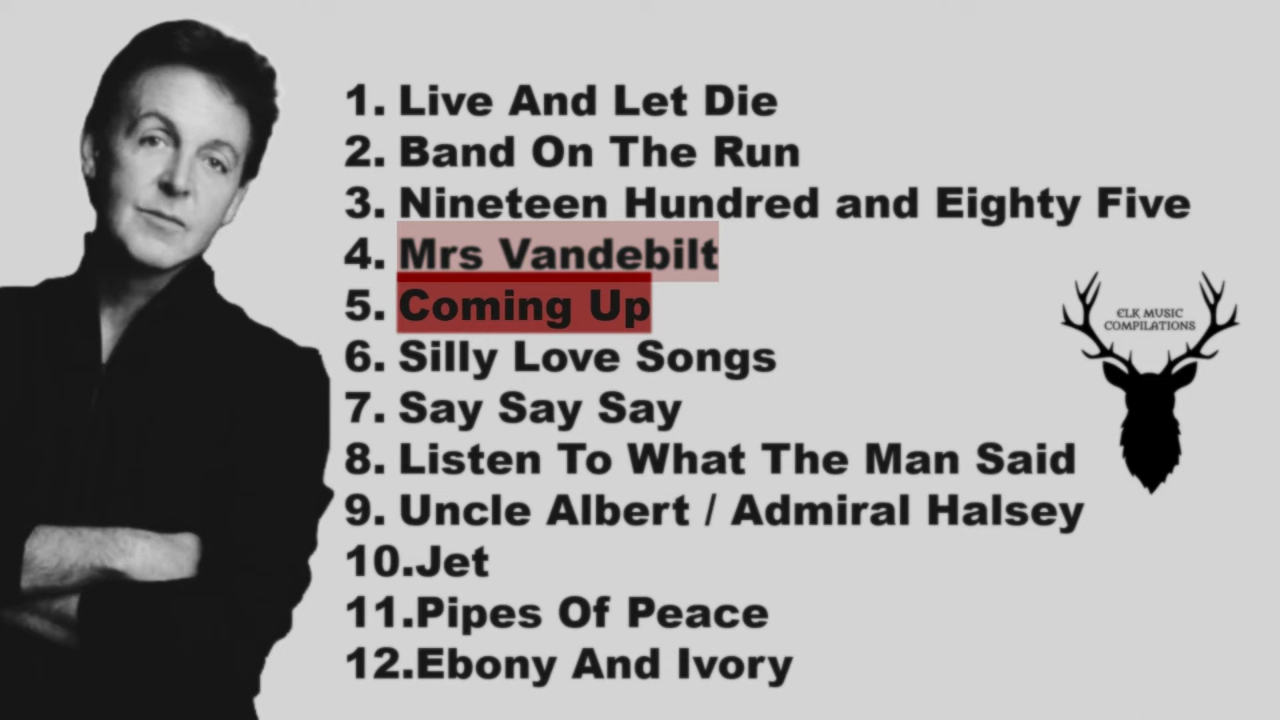 1. Live And Let Die
2. Band On The Run
3. Nineteen Hundred and Eighty Five
4. Mrs Vandebilt
5. Coming Up
6. Silly Love Songs
7. Say Say Say
8. Listen To What The Man Said
9. Uncle Albert / Admiral Halsey
10.Jet
11.Pipes Of Peace
12.Ebony And Ivory
ELK MUSIC
COMPILATIONS